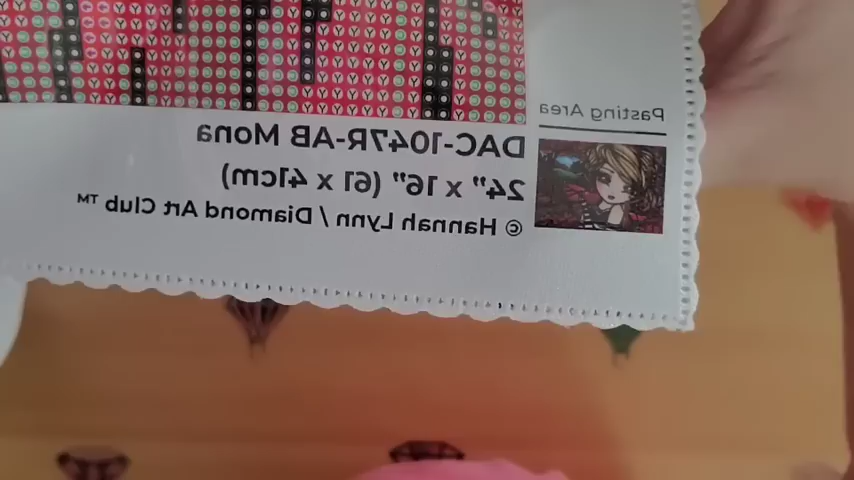 Pasting Area
DAC-1047R-AB Mona
24" x 16" (61 x 41cm)
© Hannah Lynn / Diamond Art Club ™